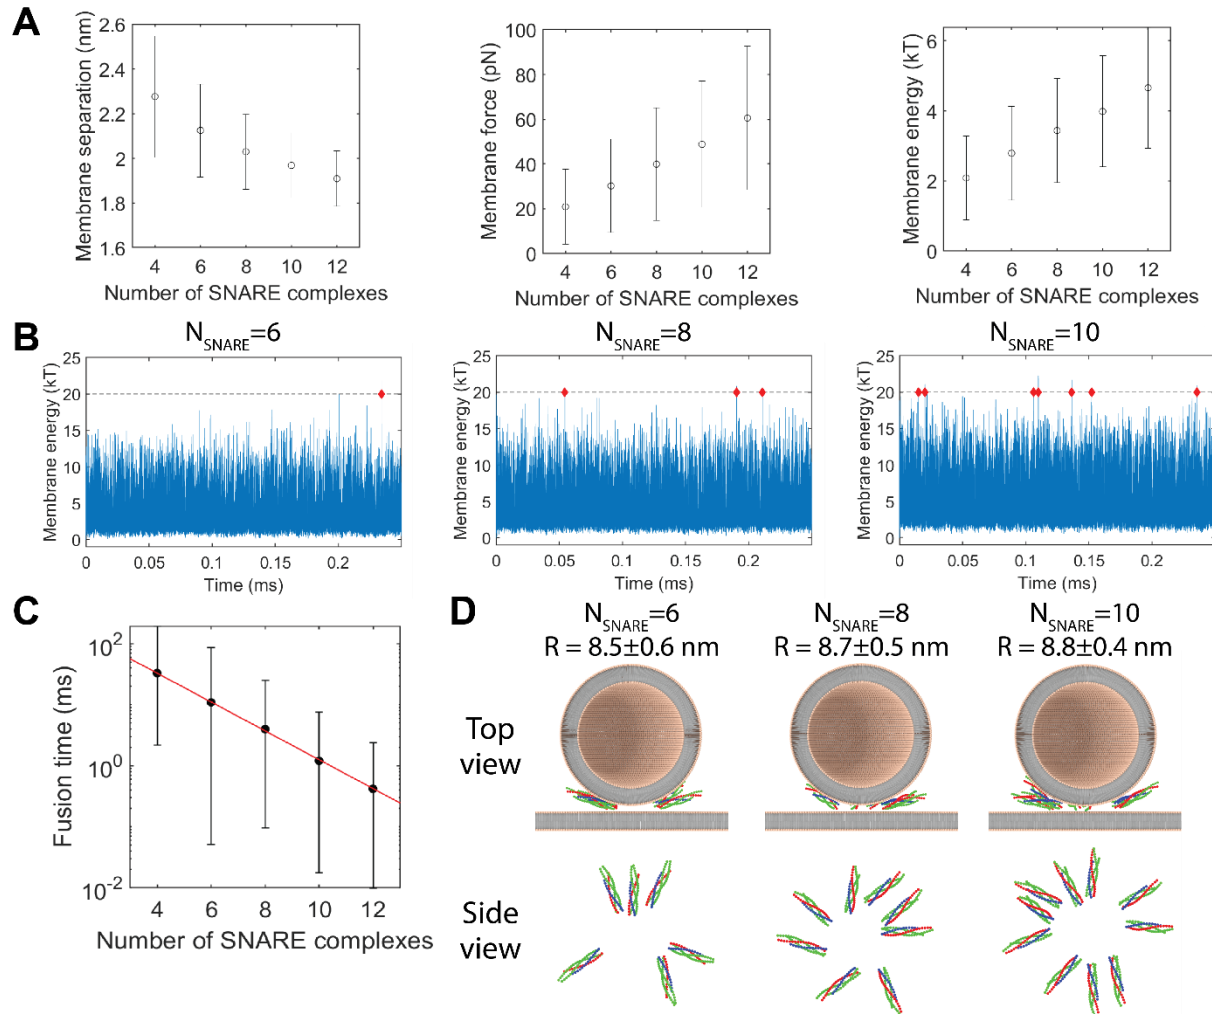 A
Membrane separation (nm)
2.6
2.4
2.2
2
1.8
1.6
4 6 8 10 12
Number of SNARE complexes
Membrane force (pN)
100
80
60
40
20
0
4 6 8 10 12
Number of SNARE complexes
Membrane energy (kT)
6
4
2
0
4 6 8 10 12
Number of SNARE complexes
B
N_SNARE=6
Membrane energy (kT)
25
20
15
10
5
0
0 0.05 0.1 0.15 0.2
Time (ms)
N_SNARE=8
Membrane energy (kT)
25
20
15
10
5
0
0 0.05 0.1 0.15 0.2
Time (ms)
N_SNARE=10
Membrane energy (kT)
25
20
15
10
5
0
0 0.05 0.1 0.15 0.2
Time (ms)
C
Fusion time (ms)
10^2
10^0
10^-2
4 6 8 10 12
Number of SNARE complexes
D
N_SNARE=6
R = 8.5±0.6 nm
N_SNARE=8
R = 8.7±0.5 nm
N_SNARE=10
R = 8.8±0.4 nm
Top
view
Side
view